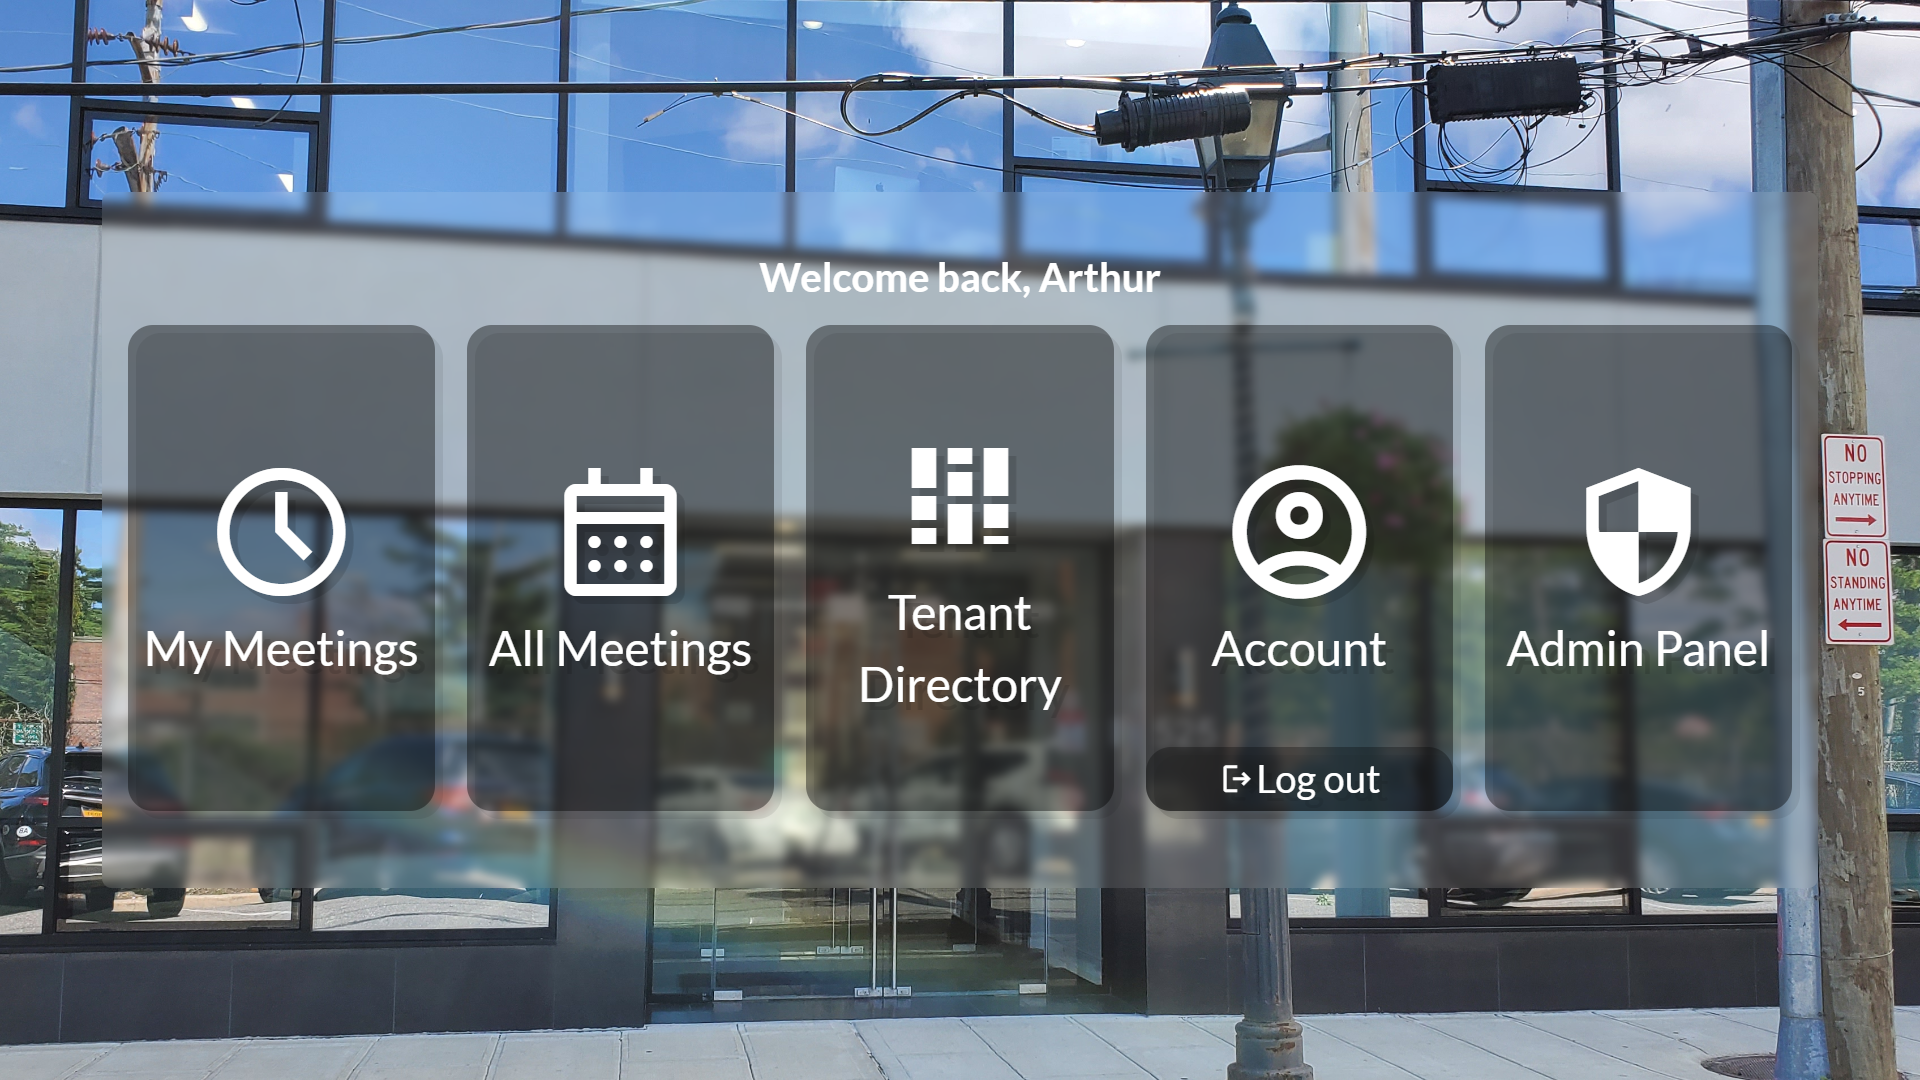 Welcome back, Arthur
My Meetings
All Meetings
Tenant
Directory
Account
Admin Panel
Log out
NO
STOPPING
ANYTIME
NO
STANDING
ANYTIME
5